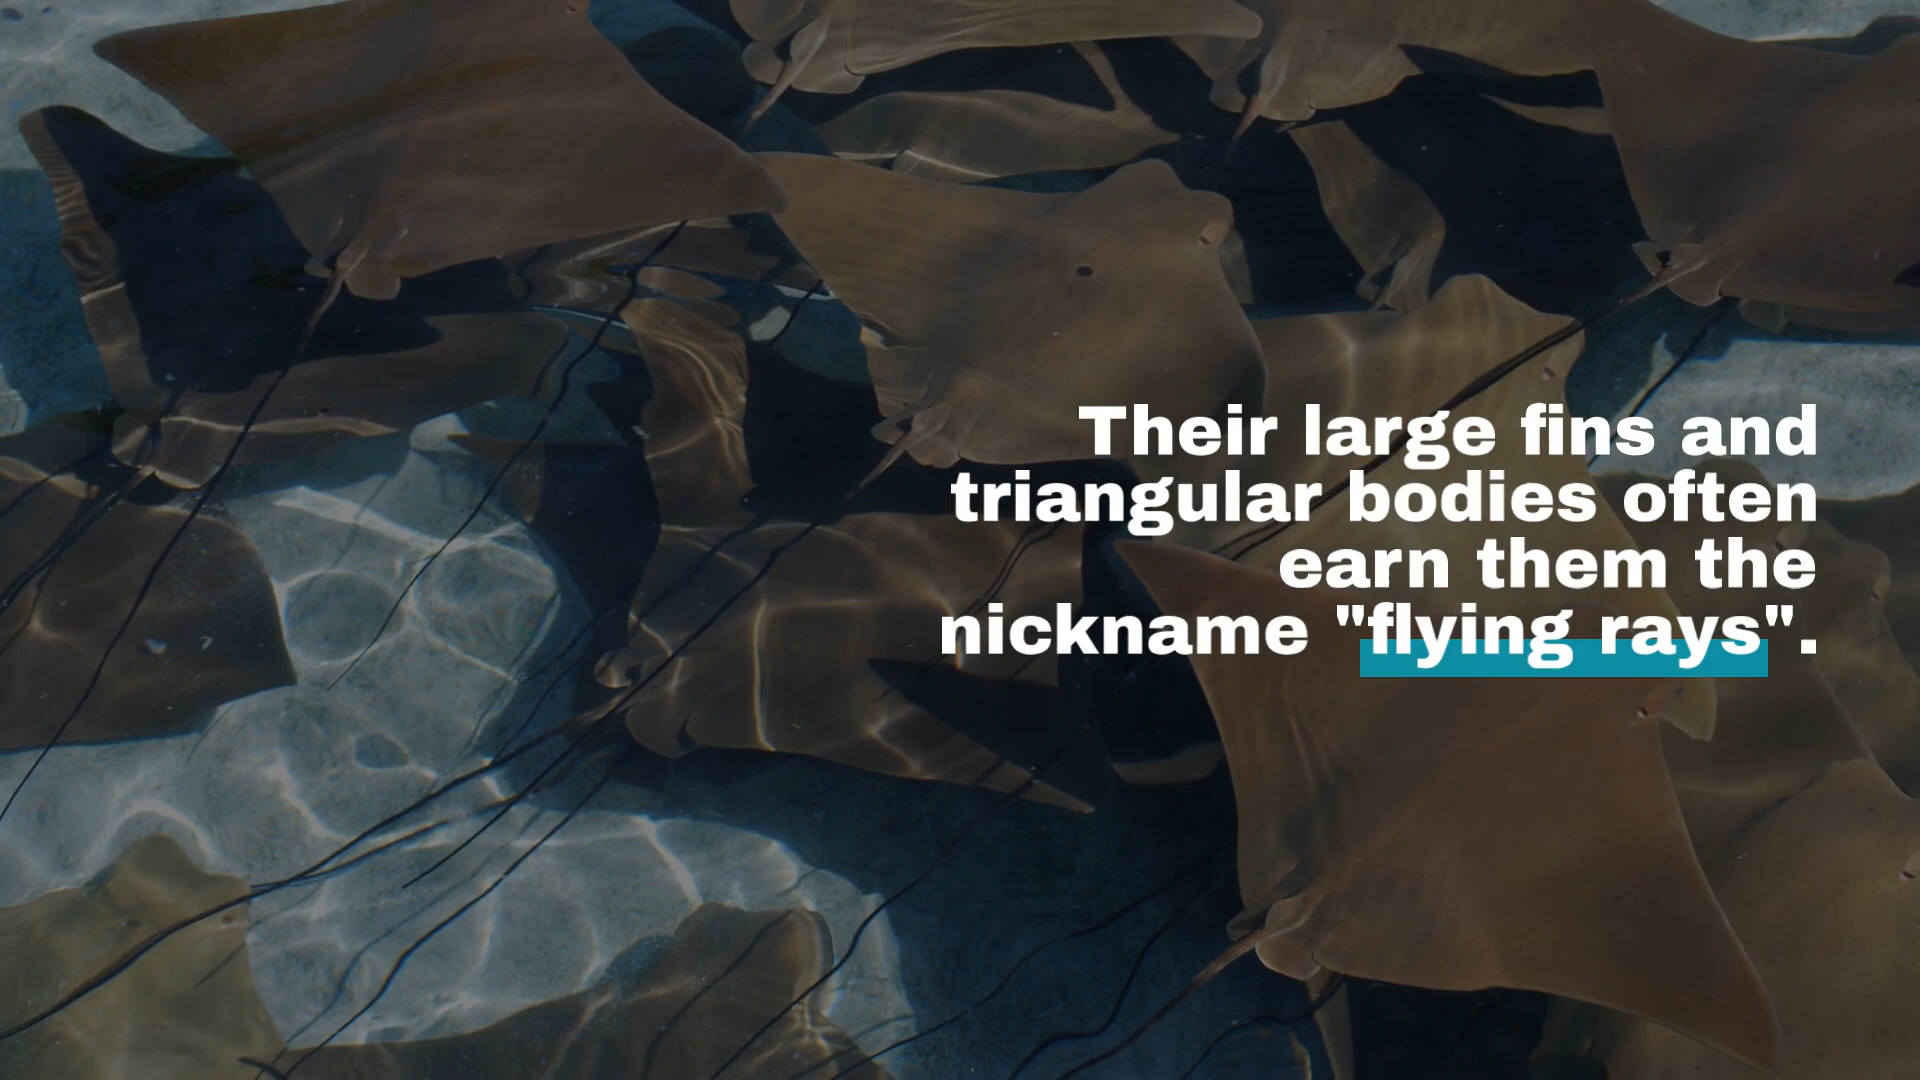 Their large fins and
triangular bodies often
earn them the
nickname "flying rays".